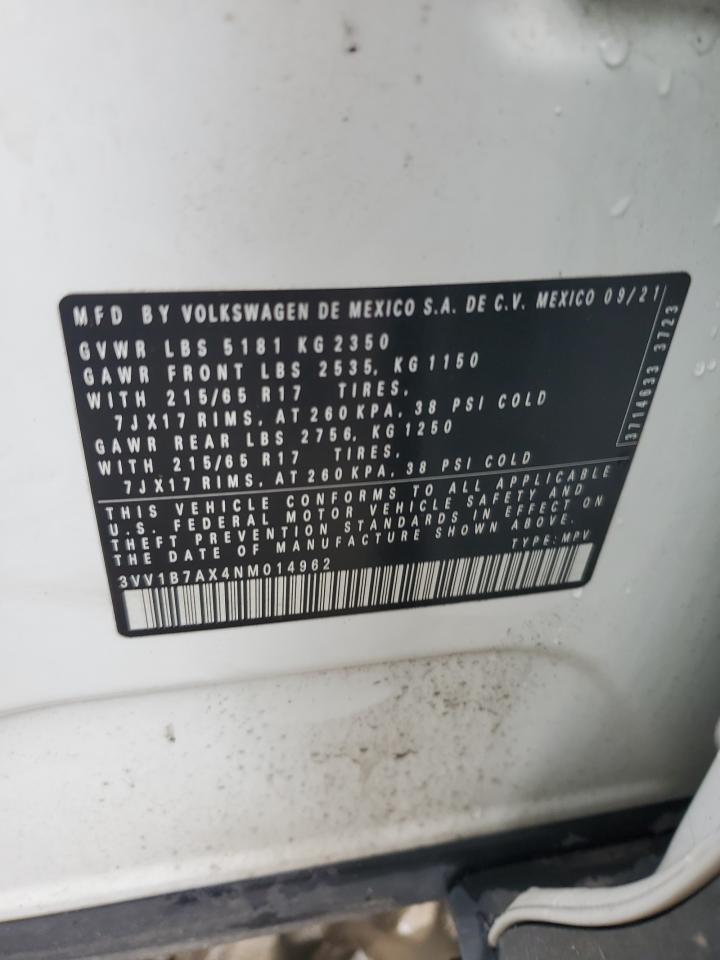 MFD BY VOLKSWAGEN DE MEXICO S.A. DE C.V. MEXICO 09/21
GVWR LBS 5181 KG 2350
GAWR FRONT LBS 2535, KG 1150
WITH 215/65 R17 TIRES,
7JX17 RIMS, AT 260 KPA, 38 PSI COLD
GAWR REAR LBS 2756, KG 1250
WITH 215/65 R17 TIRES,
7JX17 RIMS, AT 260 KPA, 38 PSI COLD
3714633 3723
THIS VEHICLE CONFORMS TO ALL APPLICABLE
U.S. FEDERAL MOTOR VEHICLE SAFETY AND
THEFT PREVENTION STANDARDS IN EFFECT ON
THE DATE OF MANUFACTURE SHOWN ABOVE.
TYPE: MPV
3VV1B7AX4NM014962